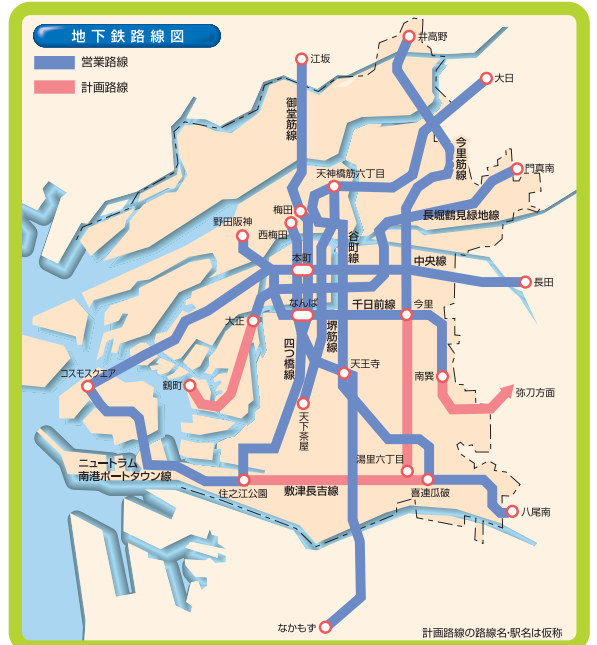 地下鉄路線図
営業路線
計画路線
井高野
江坂
大日
御堂筋線
今里筋線
天神橋筋六丁目
門真南
梅田
野田阪神
長堀鶴見緑地線
西梅田
谷町線
本町
中央線
長田
なんば
千日前線
今里
大正
堺筋線
四つ橋線
天王寺
コスモスクエア
鶴町
南巽
弥刀方面
天下茶屋
湯里六丁目
ニュートラム
南港ポートタウン線
住之江公園
敷津長吉線
喜連瓜破
八尾南
なかもず
計画路線の路線名・駅名は仮称